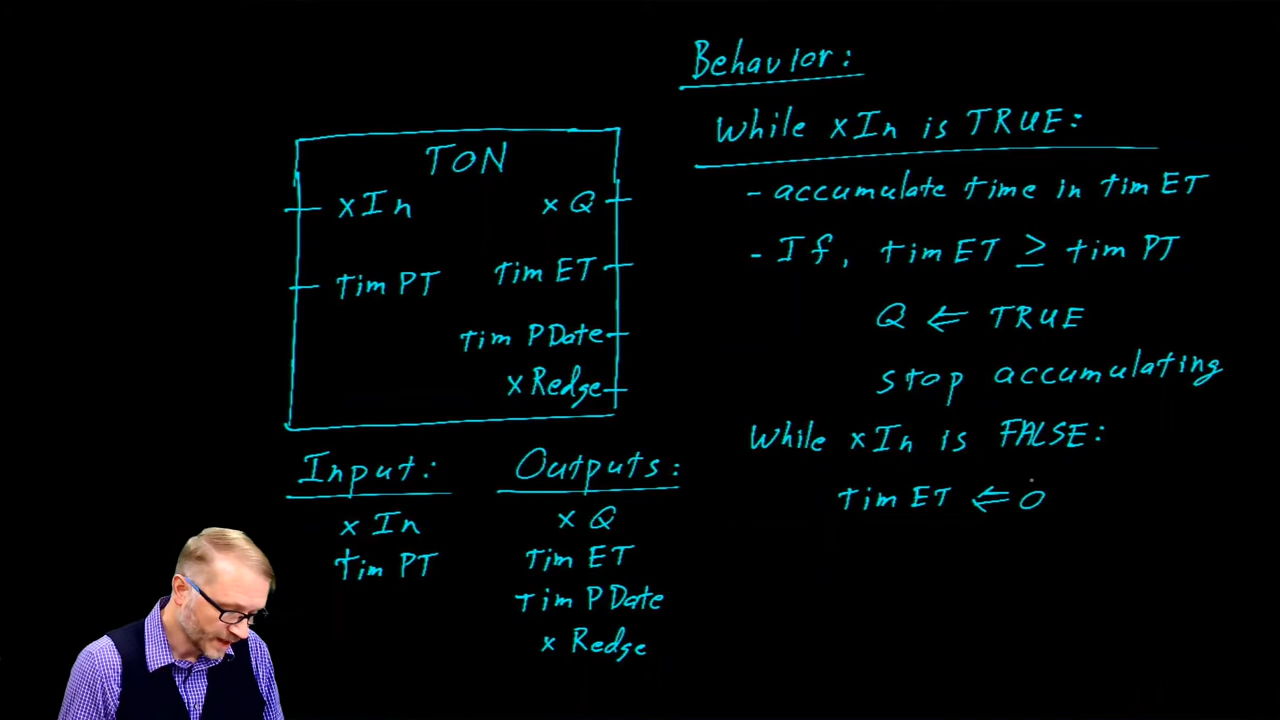 TON
xIn
xQ
timPT
timET
timPDate
xRedge
Input:
xIn
timPT
Outputs:
xQ
TimET
TimPDate
xRedge
Behavior:
While xIn is TRUE:
- accumulate time in timET
- If, timET ≥ timPT
Q ⇐ TRUE
stop accumulating
While xIn is FALSE:
timET ⇐ 0